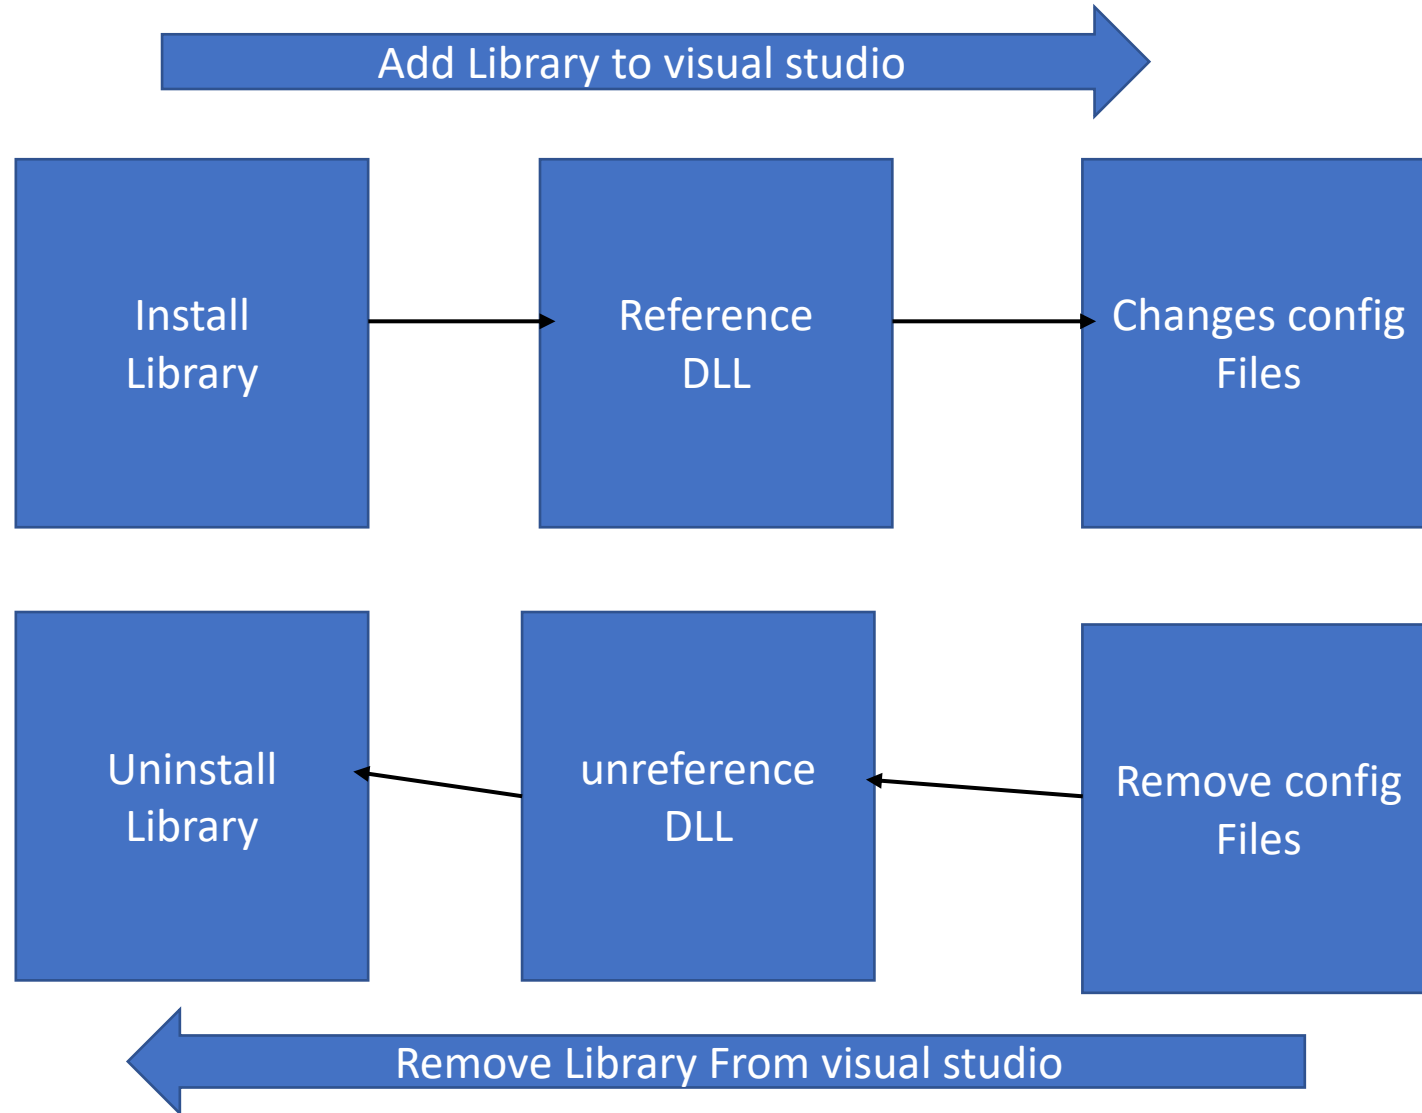 Add Library to visual studio
Install
Library
Reference
DLL
Changes config
Files
Uninstall
Library
unreference
DLL
Remove config
Files
Remove Library From visual studio